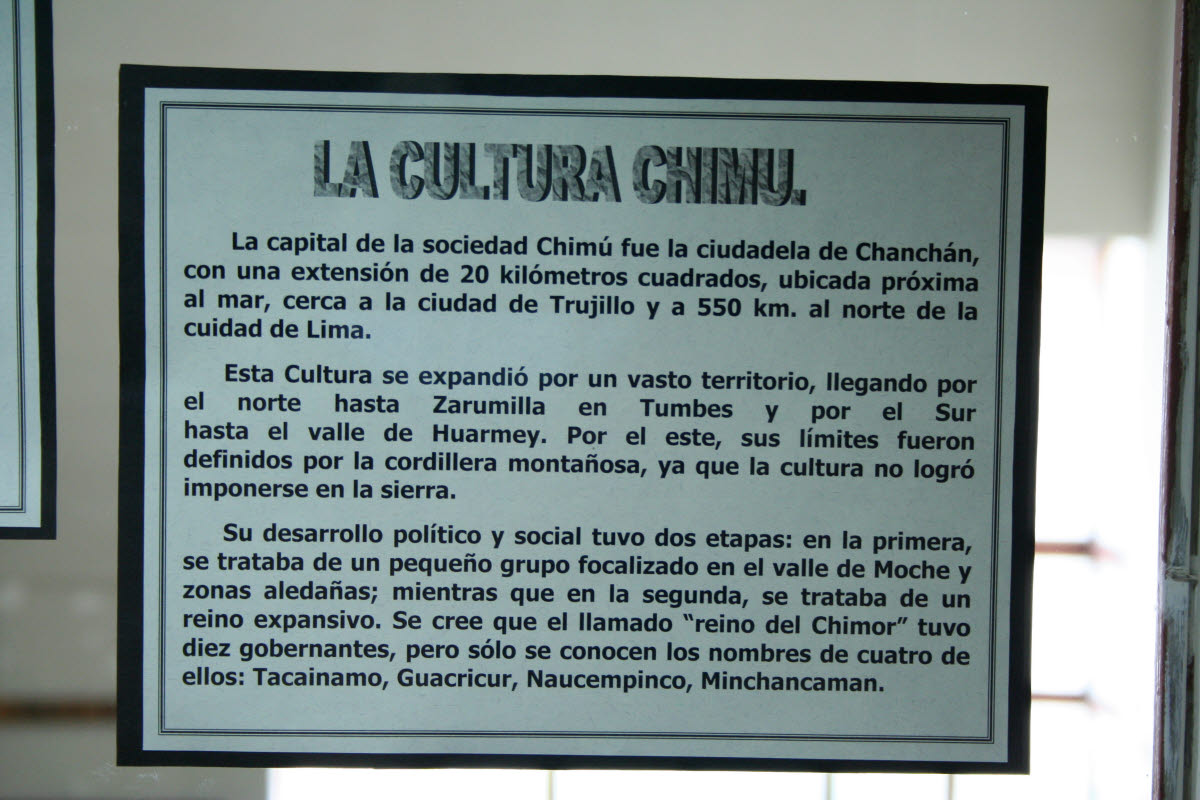 LA CULTURA CHIMU.
La capital de la sociedad Chimú fue la ciudadela de Chanchán,
con una extensión de 20 kilómetros cuadrados, ubicada próxima
al mar, cerca a la ciudad de Trujillo y a 550 km. al norte de la
cuidad de Lima.
Esta Cultura se expandió por un vasto territorio, llegando por
el norte hasta Zarumilla en Tumbes y por el Sur
hasta el valle de Huarmey. Por el este, sus límites fueron
definidos por la cordillera montañosa, ya que la cultura no logró
imponerse en la sierra.
Su desarrollo político y social tuvo dos etapas: en la primera,
se trataba de un pequeño grupo focalizado en el valle de Moche y
zonas aledañas; mientras que en la segunda, se trataba de un
reino expansivo. Se cree que el llamado “reino del Chimor” tuvo
diez gobernantes, pero sólo se conocen los nombres de cuatro de
ellos: Tacainamo, Guacricur, Naucempinco, Minchancaman.